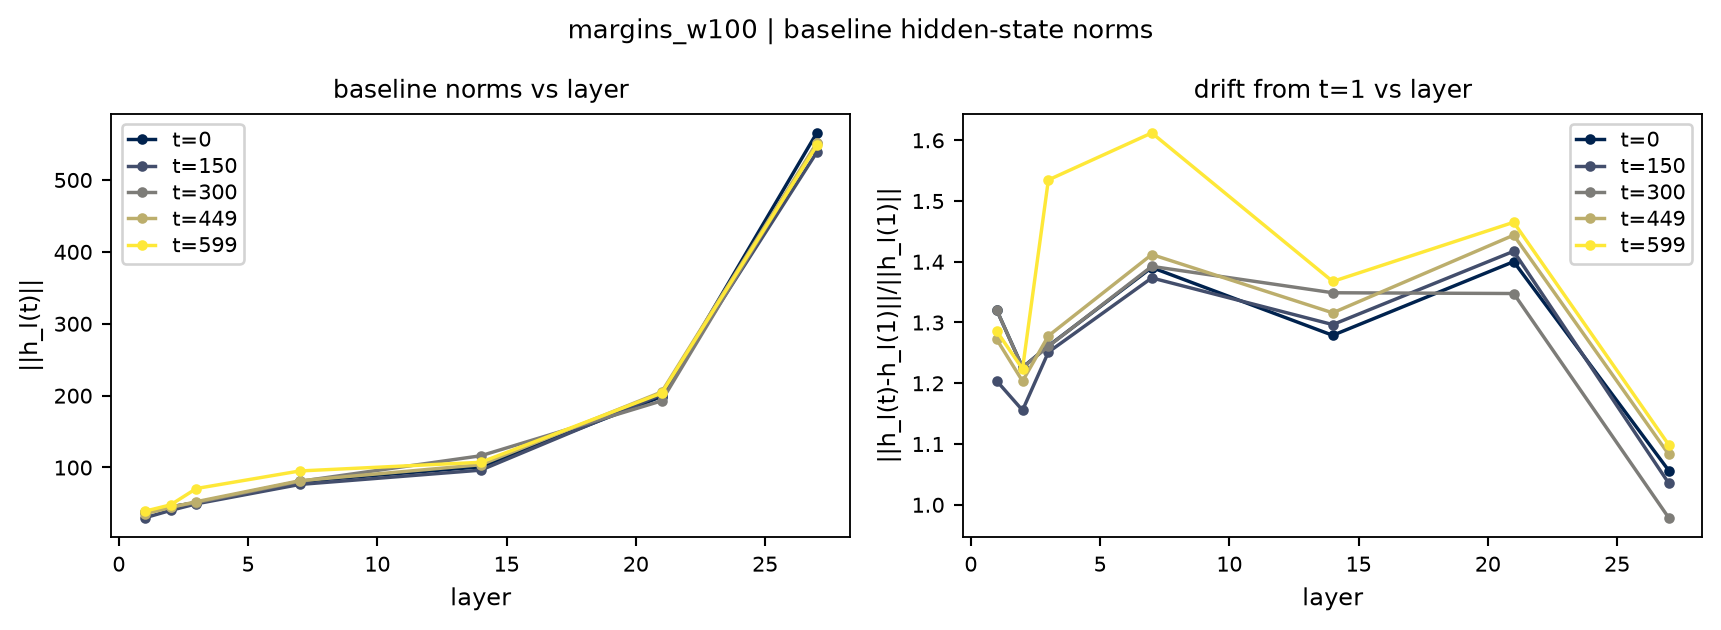 margins_w100 | baseline hidden-state norms
baseline norms vs layer
||h_l(t)||
500
400
300
200
100
0
5
10
15
20
25
layer
t=0
t=150
t=300
t=449
t=599
drift from t=1 vs layer
||h_l(t)-h_l(1)||/||h_l(1)||
1.6
1.5
1.4
1.3
1.2
1.1
1.0
0
5
10
15
20
25
layer
t=0
t=150
t=300
t=449
t=599